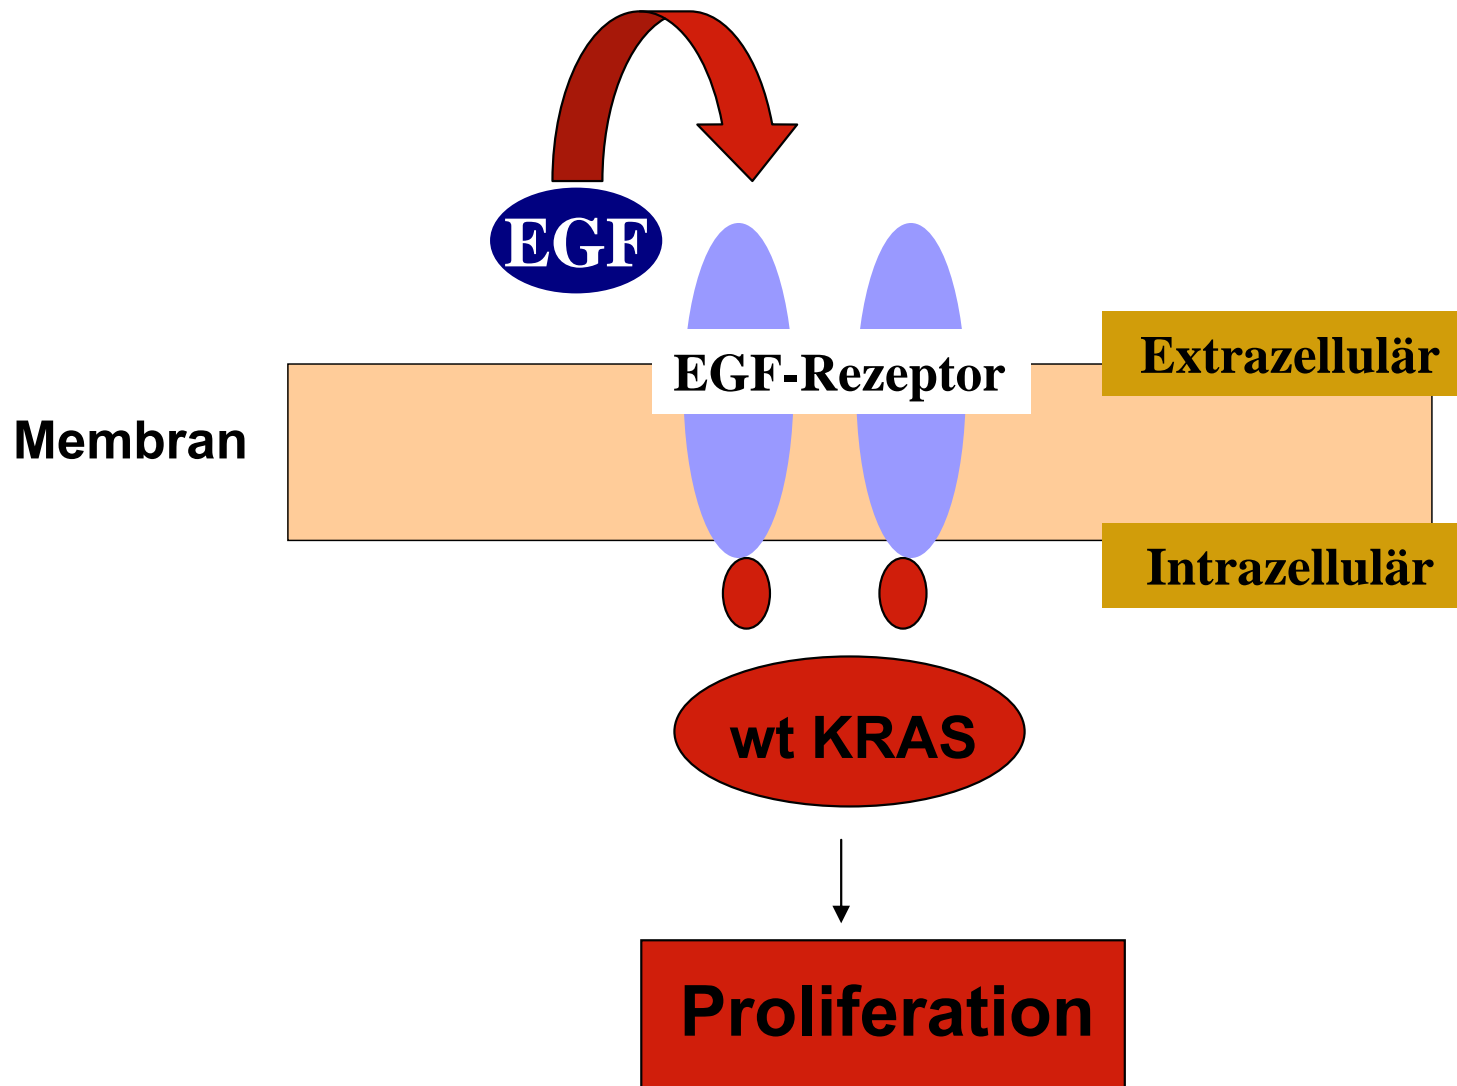 EGF
EGF-Rezeptor
Extrazellulär
Membran
Intrazellulär
wt KRAS
Proliferation